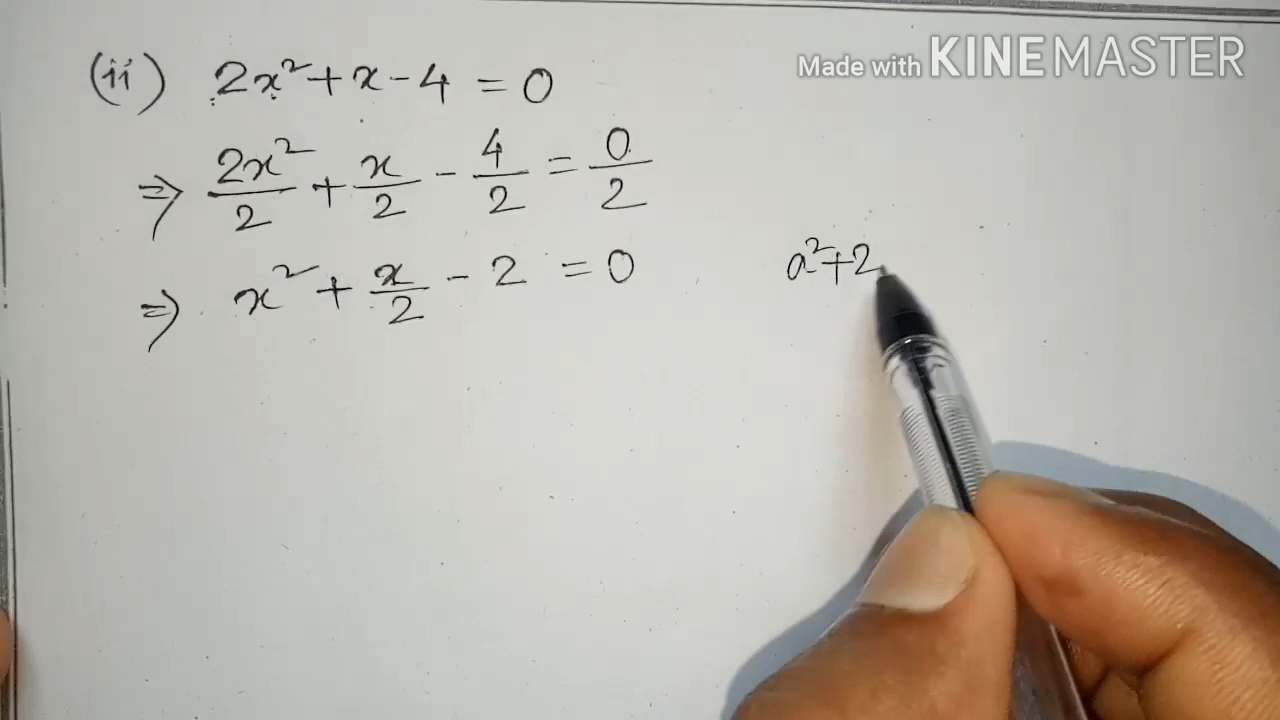 Made with KINEMASTER
(ii) 2x² + x - 4 = 0
⇒ 2x²/2 + x/2 - 4/2 = 0/2
⇒ x² + x/2 - 2 = 0
a² + 2